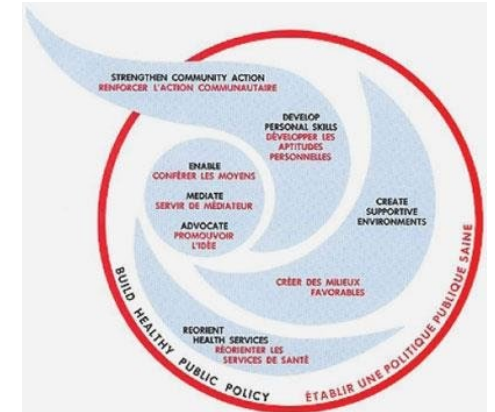 STRENGTHEN COMMUNITY ACTION
RENFORCER L'ACTION COMMUNAUTAIRE
DEVELOP
PERSONAL SKILLS
DÉVELOPPER LES
APTITUDES
PERSONNELLES
ENABLE
CONFÉRER LES MOYENS
MEDIATE
SERVIR DE MÉDIATEUR
ADVOCATE
PROMOUVOIR
L'IDÉE
CREATE
SUPPORTIVE
ENVIRONMENTS
CRÉER DES MILIEUX
FAVORABLES
REORIENT
HEALTH SERVICES
RÉORIENTER LES
SERVICES DE SANTÉ
BUILD HEALTHY PUBLIC POLICY
ÉTABLIR UNE POLITIQUE PUBLIQUE SAINE